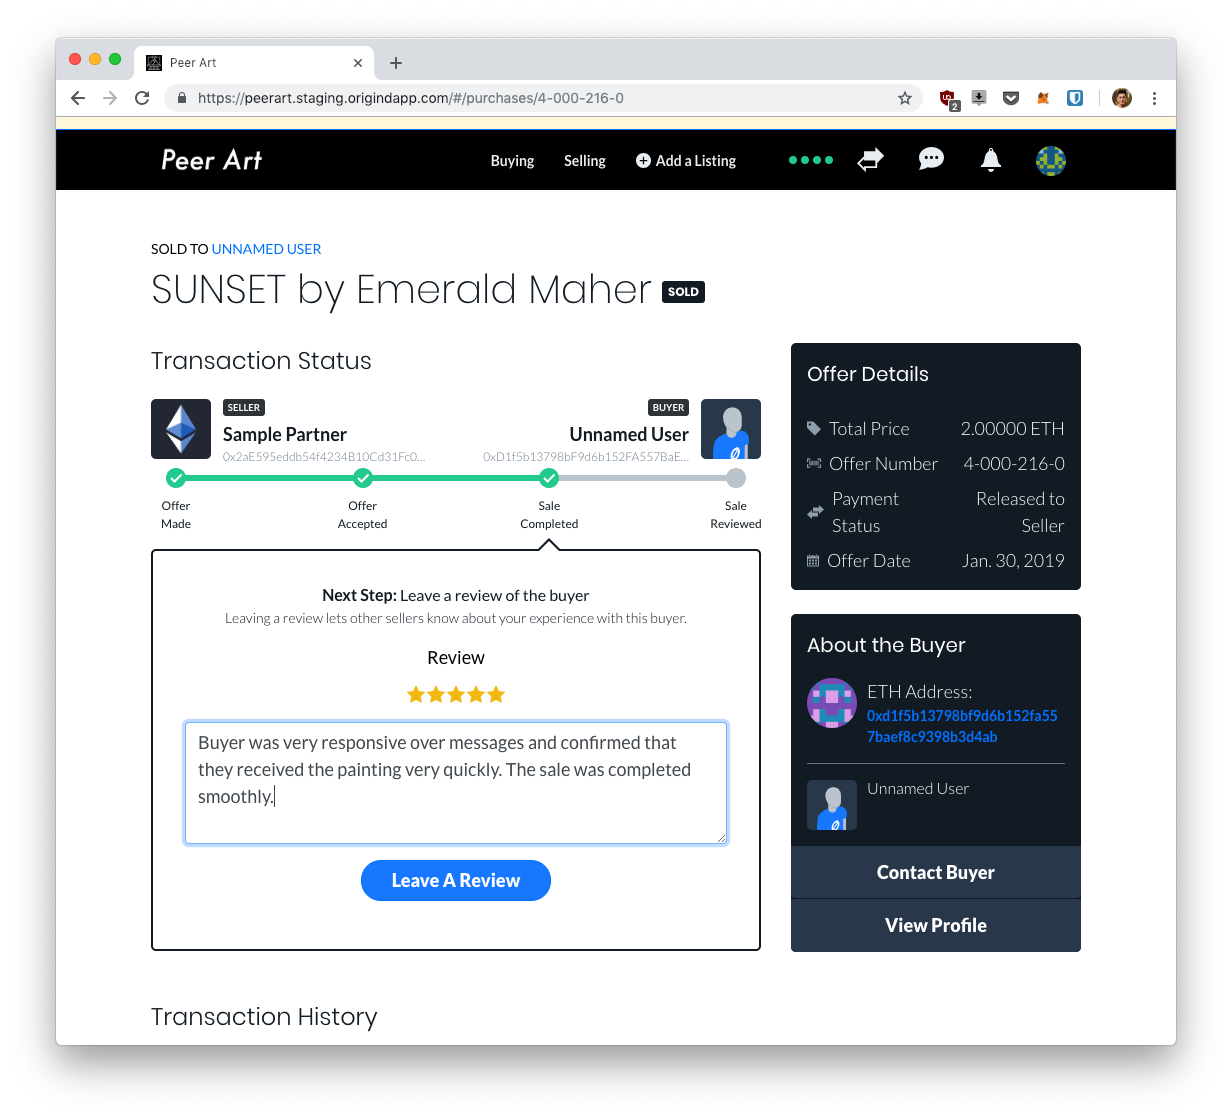 Peer Art
https://peerart.staging.origindapp.com/#/purchases/4-000-216-0
2
Peer Art
Buying
Selling
Add a Listing
SOLD TO UNNAMED USER
SUNSET by Emerald Maher SOLD
Transaction Status
SELLER
Sample Partner
0x2aE595eddb54f4234B10Cd31Fc0...
BUYER
Unnamed User
0xD1f5b13798bF9d6b152FA557BaE...
Offer
Made
Offer
Accepted
Sale
Completed
Sale
Reviewed
Next Step: Leave a review of the buyer
Leaving a review lets other sellers know about your experience with this buyer.
Review
Buyer was very responsive over messages and confirmed that
they received the painting very quickly. The sale was completed
smoothly.
Leave A Review
Transaction History
Offer Details
Total Price 2.00000 ETH
Offer Number 4-000-216-0
Payment Status
Released to Seller
Offer Date Jan. 30, 2019
About the Buyer
ETH Address:
0xd1f5b13798bf9d6b152fa55
7baef8c9398b3d4ab
Unnamed User
Contact Buyer
View Profile